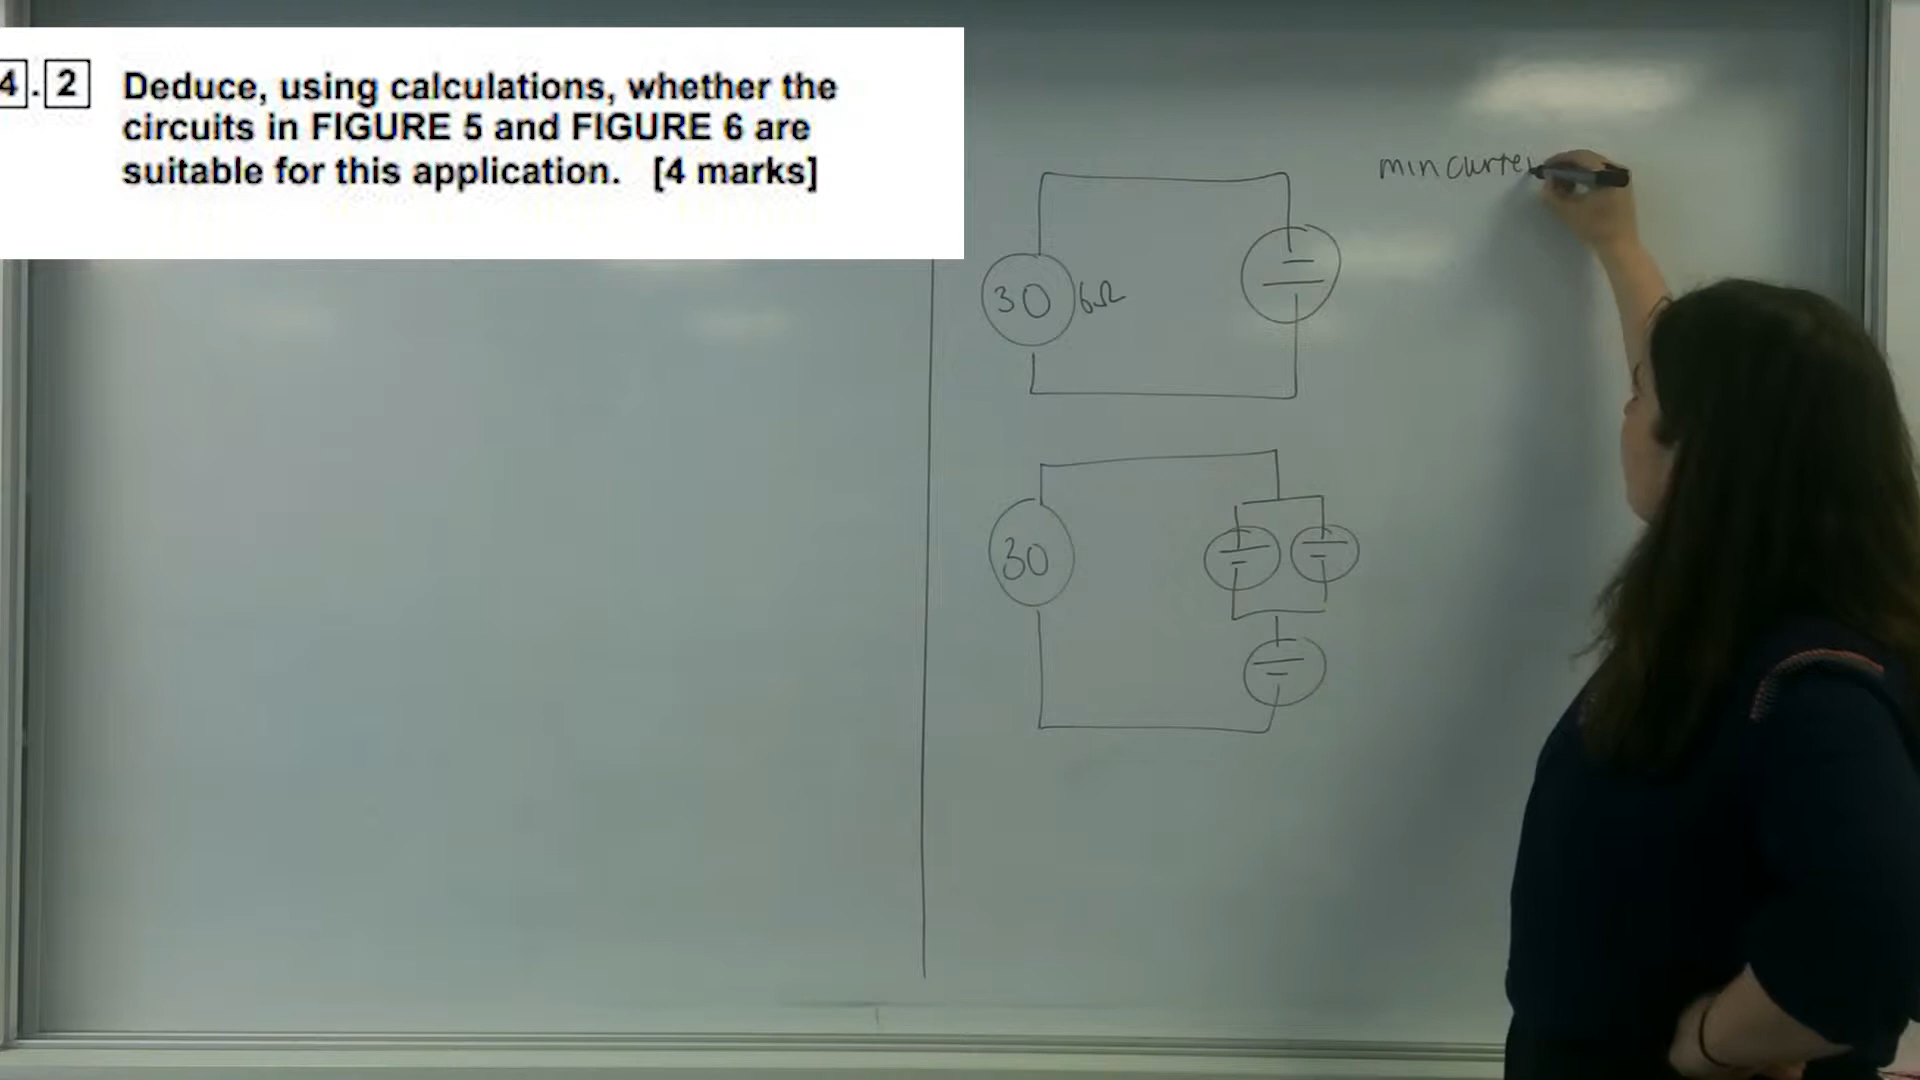 4.2 Deduce, using calculations, whether the
circuits in FIGURE 5 and FIGURE 6 are
suitable for this application. [4 marks]
min curre
30 6Ω
30